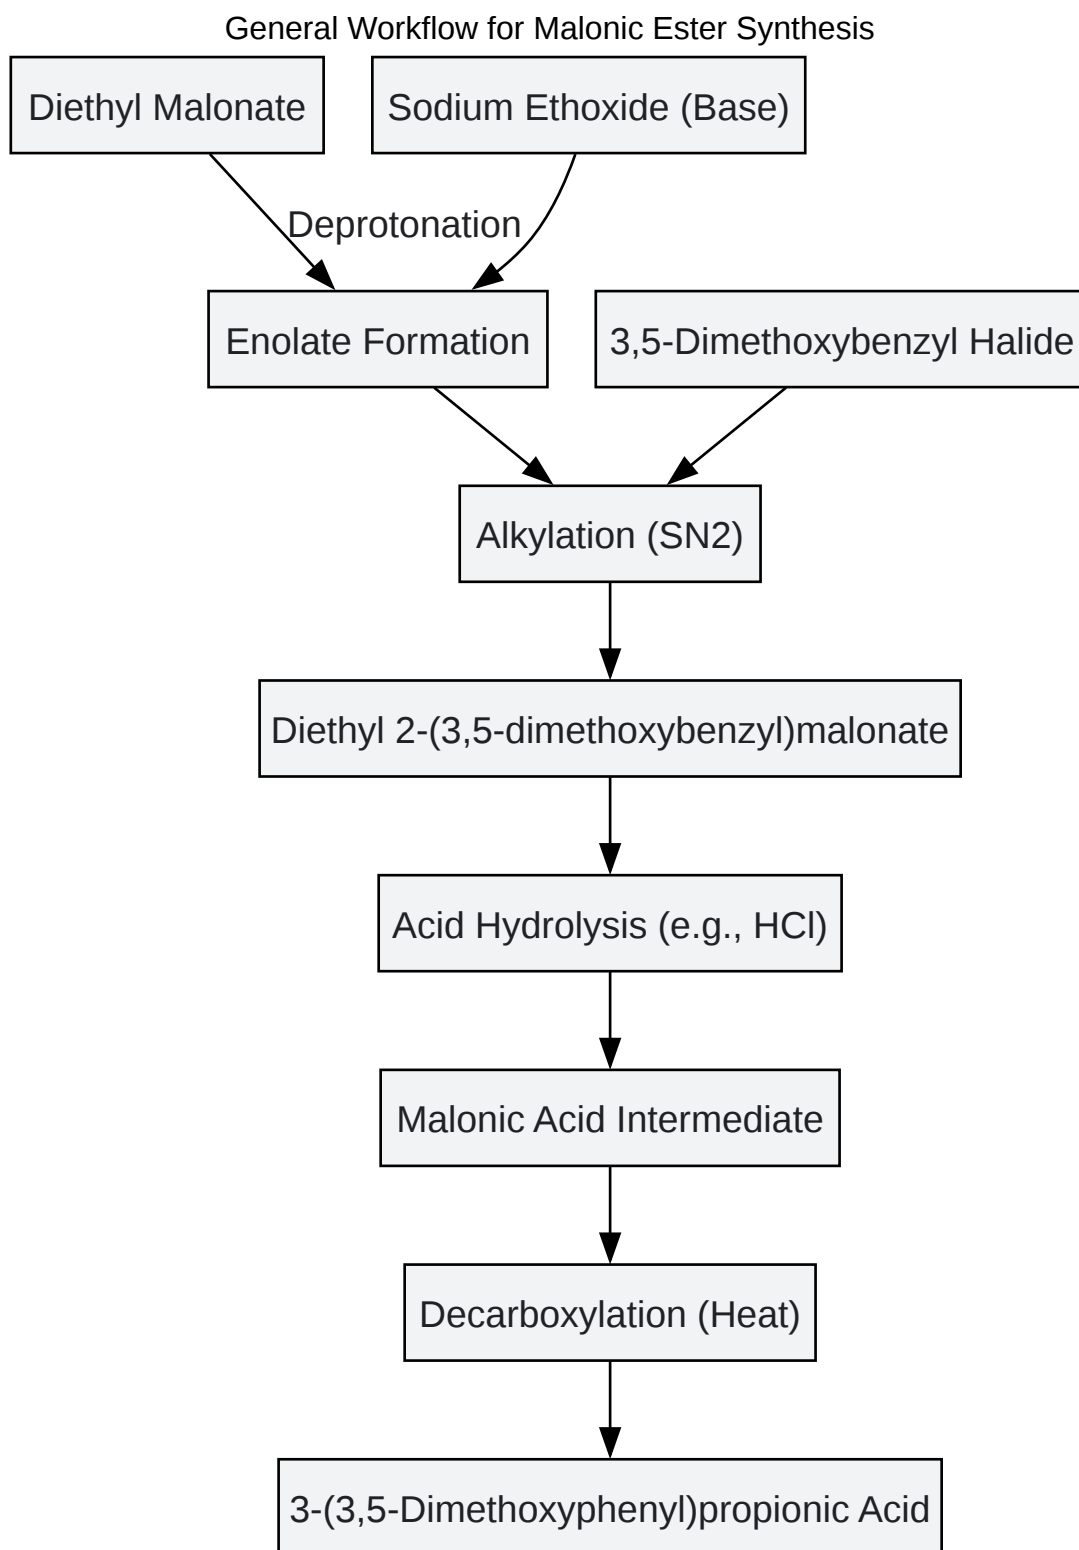 General Workflow for Malonic Ester Synthesis
Diethyl Malonate
Sodium Ethoxide (Base)
Deprotonation
Enolate Formation
3,5-Dimethoxybenzyl Halide
Alkylation (SN2)
Diethyl 2-(3,5-dimethoxybenzyl)malonate
Acid Hydrolysis (e.g., HCl)
Malonic Acid Intermediate
Decarboxylation (Heat)
3-(3,5-Dimethoxyphenyl)propionic Acid